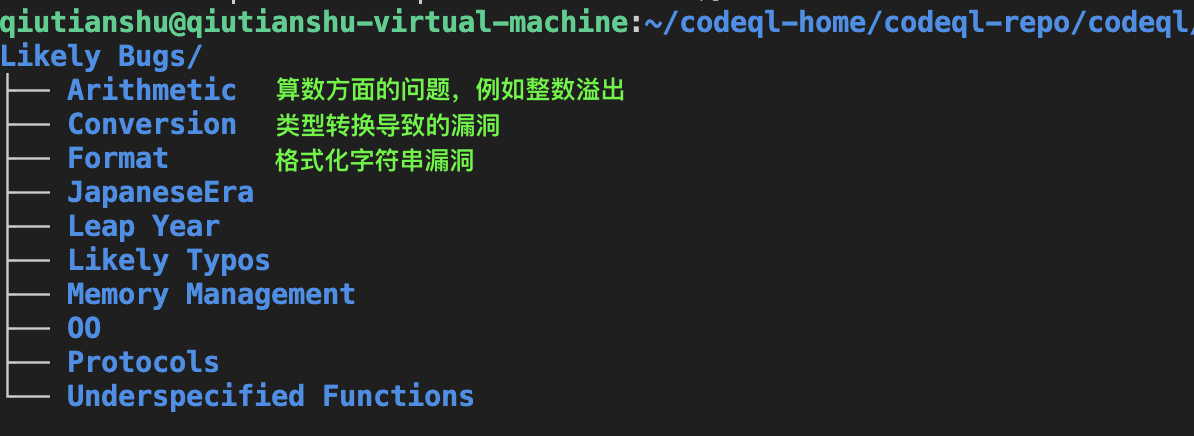 qiutianshu@qiutianshu-virtual-machine:~/codeql-home/codeql-repo/codeql/
Likely Bugs/
├── Arithmetic 算数方面的问题，例如整数溢出
├── Conversion 类型转换导致的漏洞
├── Format 格式化字符串漏洞
├── JapaneseEra
├── Leap Year
├── Likely Typos
├── Memory Management
├── OO
├── Protocols
└── Underspecified Functions